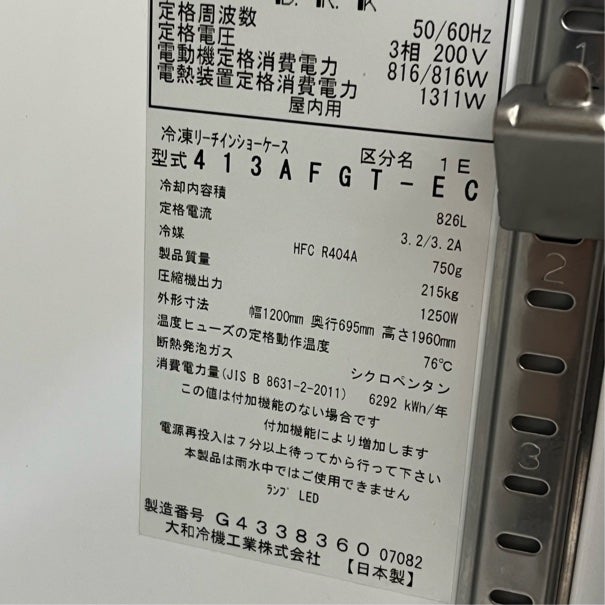 定格周波数 50/60Hz
定格電圧 3相 200V
電動機定格消費電力 816/816W
電熱装置定格消費電力 1311W
屋内用
冷凍リーチインショーケース 区分名 1E
型式413AFGT-EC
冷却内容積 826L
定格電流 3.2/3.2A
冷媒 HFC R404A 750g
製品質量 215kg
圧縮機出力 1250W
外形寸法 幅1200mm 奥行695mm 高さ1960mm
温度ヒューズの定格動作温度 76℃
断熱発泡ガス シクロペンタン
消費電力量(JIS B 8631-2-2011) 6292 kWh/年
この値は付加機能のない場合です
付加機能により増加します
電源再投入は7分以上待ってから行って下さい
本製品は雨水中ではご使用できません
ﾗﾝﾌﾟ LED
製造番号 G4338360 07082
大和冷機工業株式会社 【日本製】
1
2
3